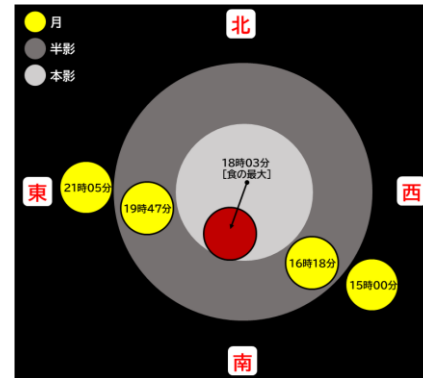 月
半影
本影
北
18時03分
[食の最大]
東
西
21時05分
19時47分
16時18分
15時00分
南